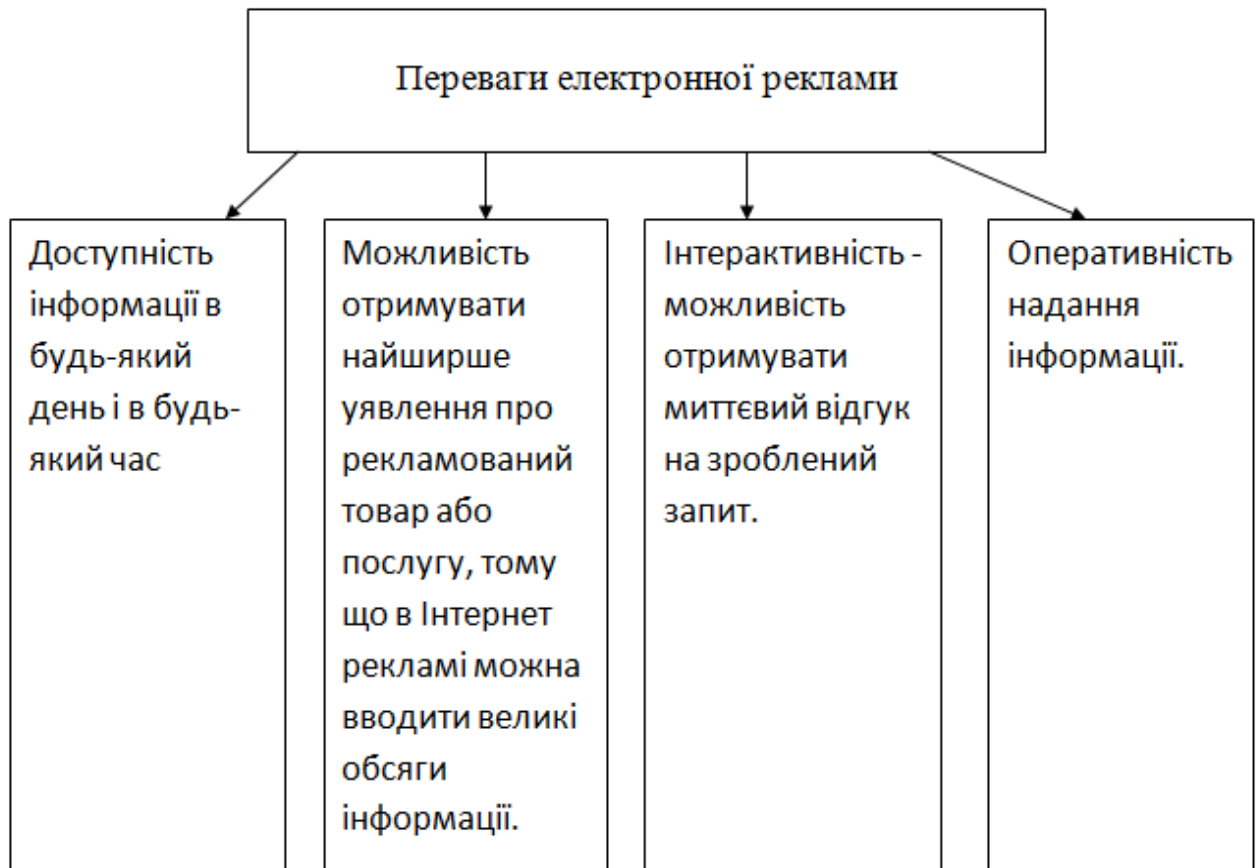 Переваги електронної реклами
Доступність
інформації в
будь-який
день і в будь-
який час
Можливість
отримувати
найширше
уявлення про
рекламований
товар або
послугу, тому
що в Інтернет
рекламі можна
вводити великі
обсяги
інформації.
Інтерактивність -
можливість
отримувати
миттєвий відгук
на зроблений
запит.
Оперативність
надання
інформації.